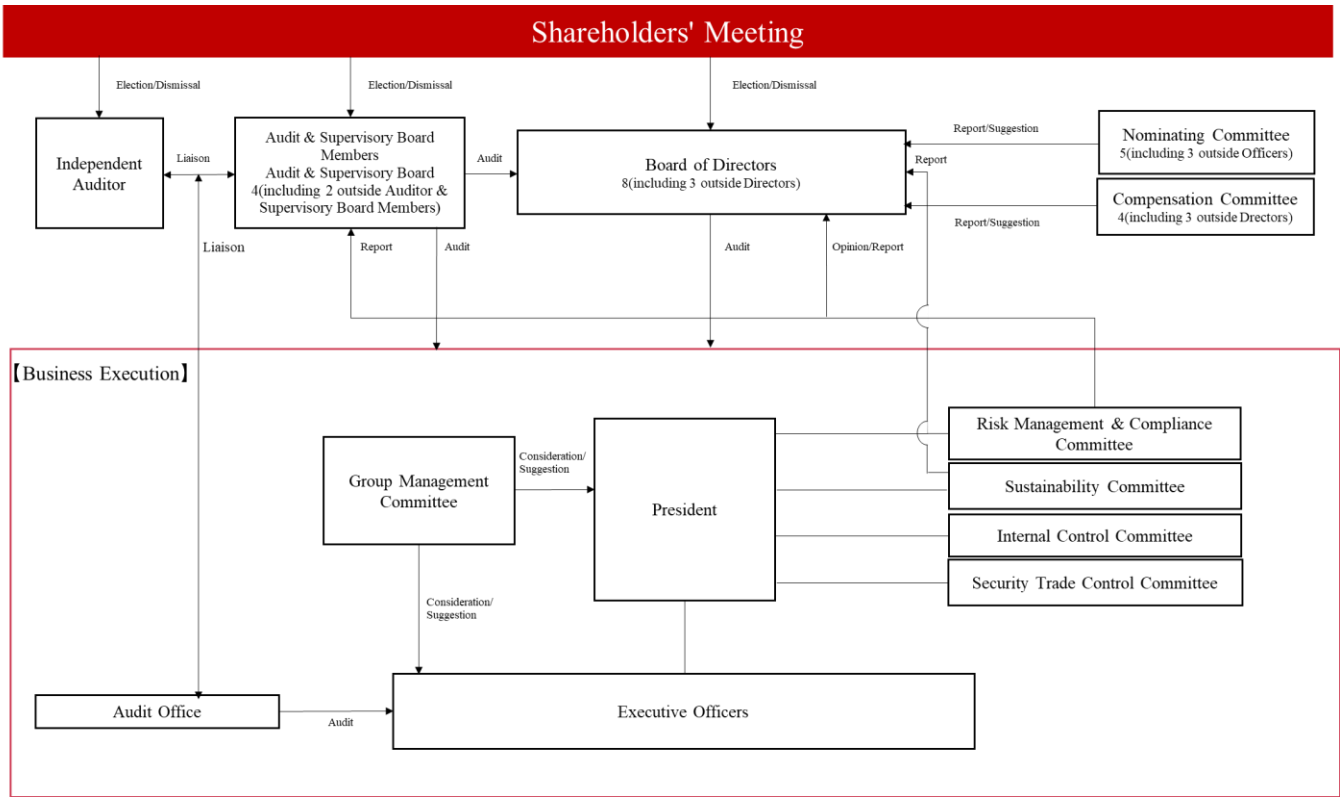 Shareholders' Meeting
Election/Dismissal
Election/Dismissal
Election/Dismissal
Independent
Auditor
Liaison
Audit & Supervisory Board
Members
Audit & Supervisory Board
4(including 2 outside Auditor &
Supervisory Board Members)
Audit
Board of Directors
8(including 3 outside Directors)
Report/Suggestion
Report
Nominating Committee
5(including 3 outside Officers)
Compensation Committee
4(including 3 outside Drectors)
Report/Suggestion
Liaison
Report
Audit
Audit
Opinion/Report
【Business Execution】
Group Management
Committee
Consideration/
Suggestion
President
Risk Management & Compliance
Committee
Sustainability Committee
Internal Control Committee
Security Trade Control Committee
Consideration/
Suggestion
Audit Office
Audit
Executive Officers